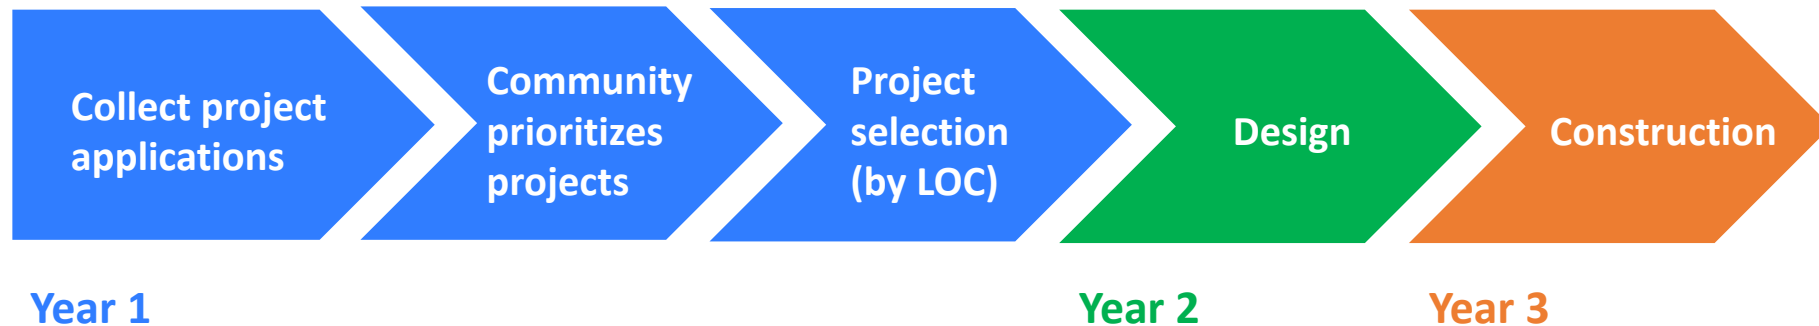 Collect project
applications
Community
prioritizes
projects
Project
selection
(by LOC)
Design
Construction
Year 1
Year 2
Year 3